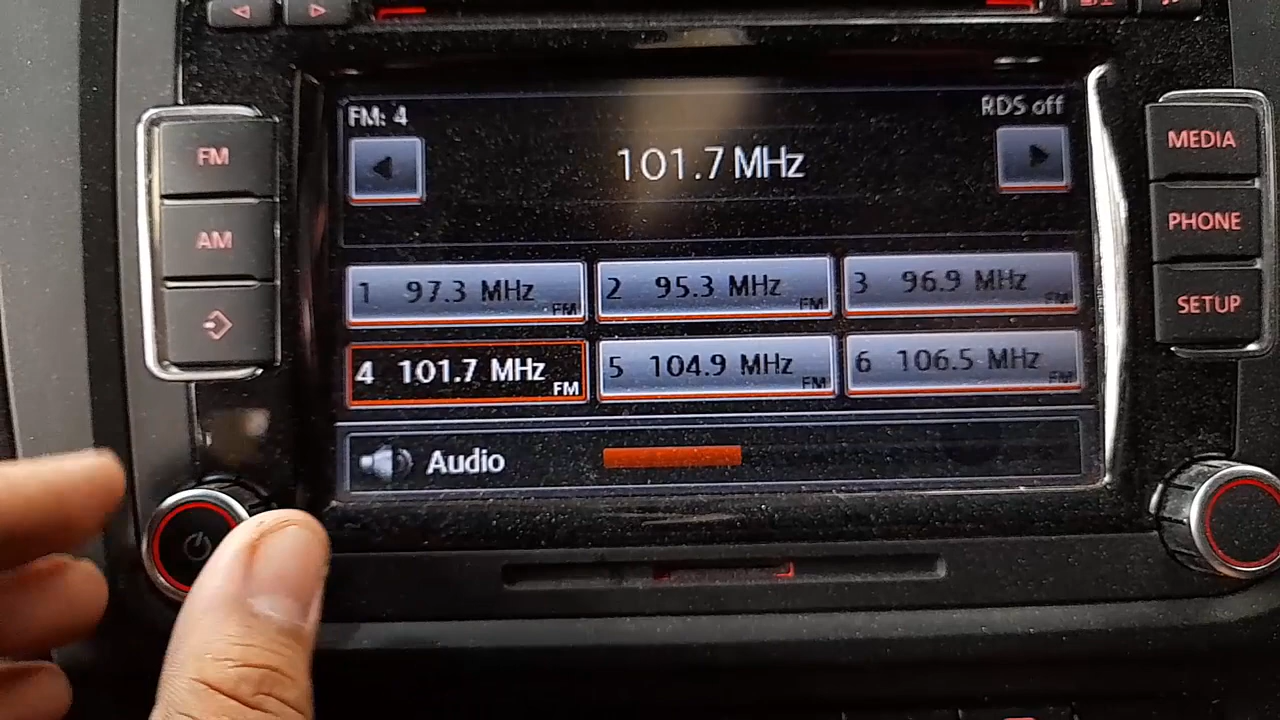 FM: 4
RDS off
101.7 MHz
FM
AM
MEDIA
PHONE
SETUP
1 97.3 MHz FM
2 95.3 MHz FM
3 96.9 MHz FM
4 101.7 MHz FM
5 104.9 MHz FM
6 106.5 MHz FM
Audio